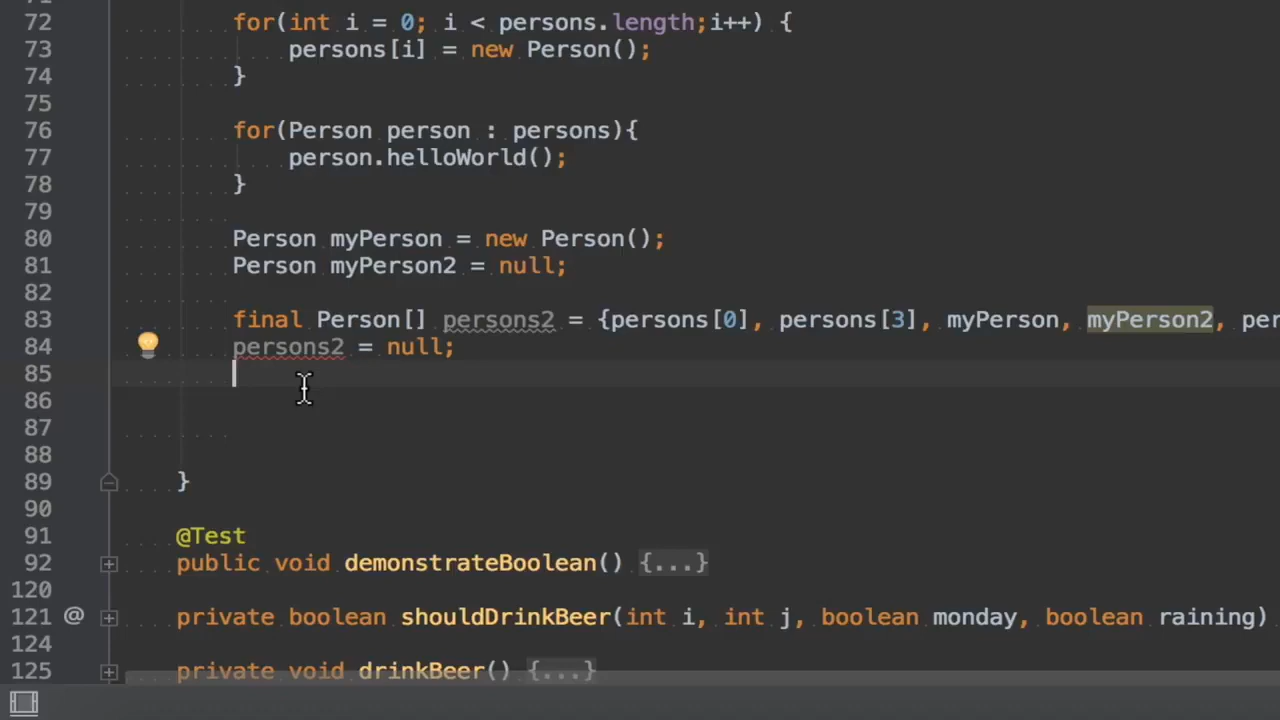 71
72 for(int i = 0; i < persons.length;i++) {
73 persons[i] = new Person();
74 }
75
76 for(Person person : persons){
77 person.helloWorld();
78 }
79
80 Person myPerson = new Person();
81 Person myPerson2 = null;
82
83 final Person[] persons2 = {persons[0], persons[3], myPerson, myPerson2, per
84 persons2 = null;
85
86
87
88
89 }
90
91 @Test
92 public void demonstrateBoolean() {...}
120
121 @ private boolean shouldDrinkBeer(int i, int j, boolean monday, boolean raining)
124
125 private void drinkBeer() {...}